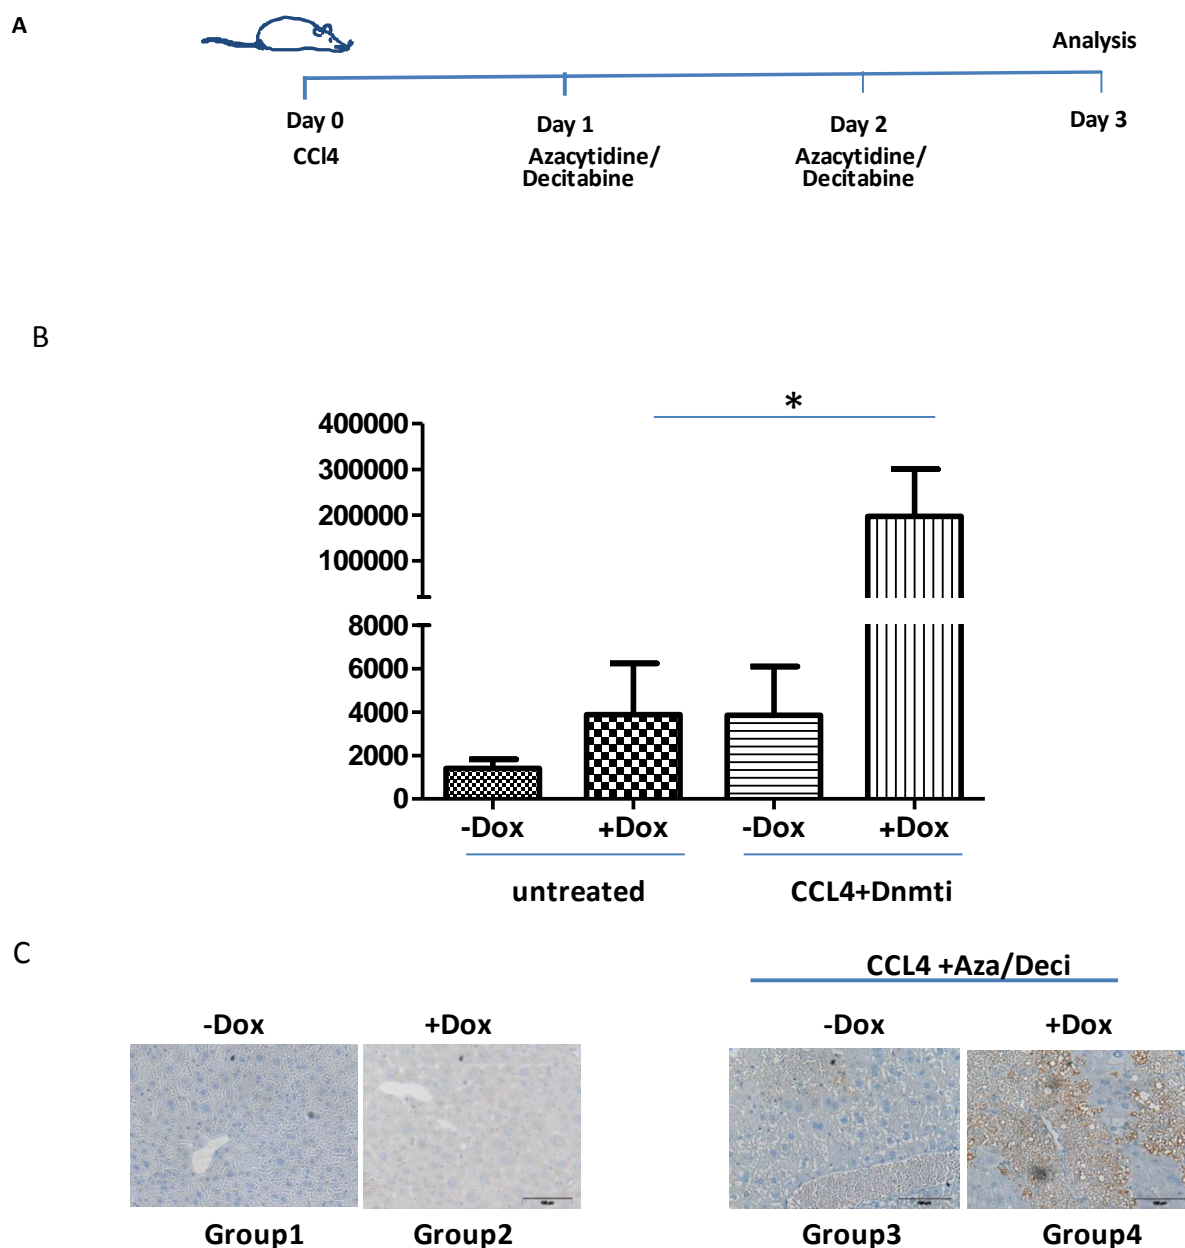 A
Analysis
Day 0
Day 1
Day 2
Day 3
CCl4
Azacytidine/
Decitabine
Azacytidine/
Decitabine
B
*
400000
300000
200000
100000
8000
6000
4000
2000
0
-Dox
+Dox
-Dox
+Dox
untreated
CCL4+Dnmti
C
CCL4 +Aza/Deci
-Dox
+Dox
-Dox
+Dox
Group1
Group2
Group3
Group4